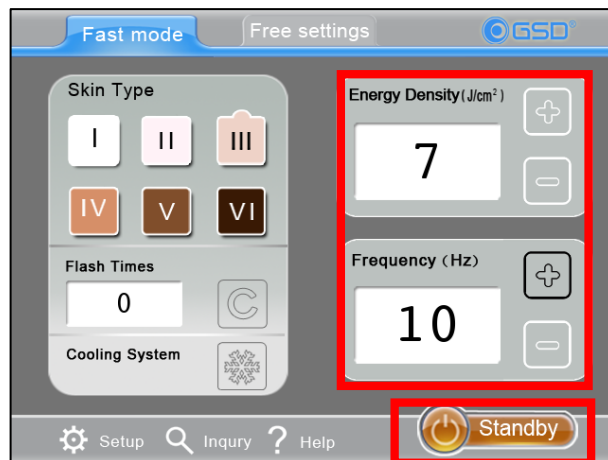 Fast mode
Free settings
GSD®
Skin Type
I II III
IV V VI
Flash Times
0
C
Cooling System
Energy Density (J/cm²)
7
Frequency (Hz)
10
Setup Inqury ? Help
Standby